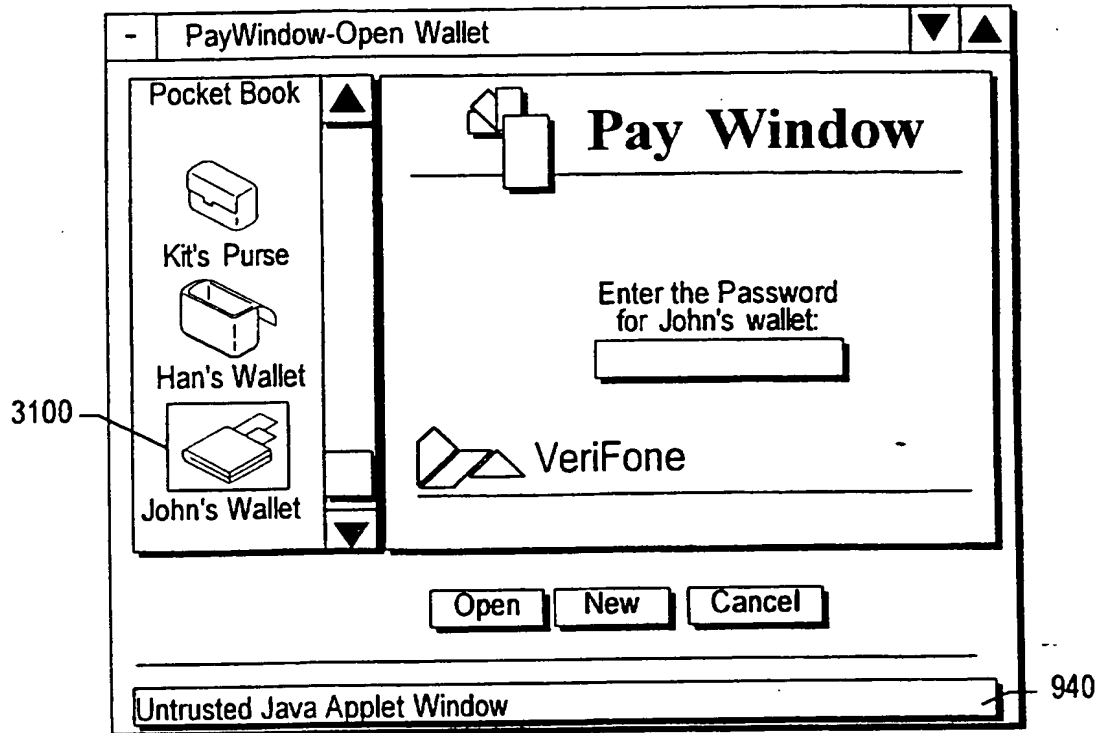 - PayWindow-Open Wallet
Pocket Book
Kit's Purse
Han's Wallet
John's Wallet
Pay Window
Enter the Password
for John's wallet:
VeriFone
Open New Cancel
Untrusted Java Applet Window
3100
940